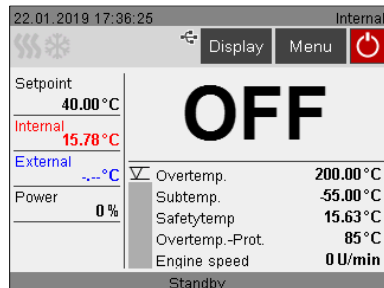 22.01.2019 17:36:25 Internal
Display Menu
Setpoint
40.00°C
Internal
15.78°C
External
-.--°C
Power
0%
OFF
Overtemp. 200.00°C
Subtemp. -55.00°C
Safetytemp 15.63°C
Overtemp.-Prot. 85°C
Engine speed 0 U/min
Standby